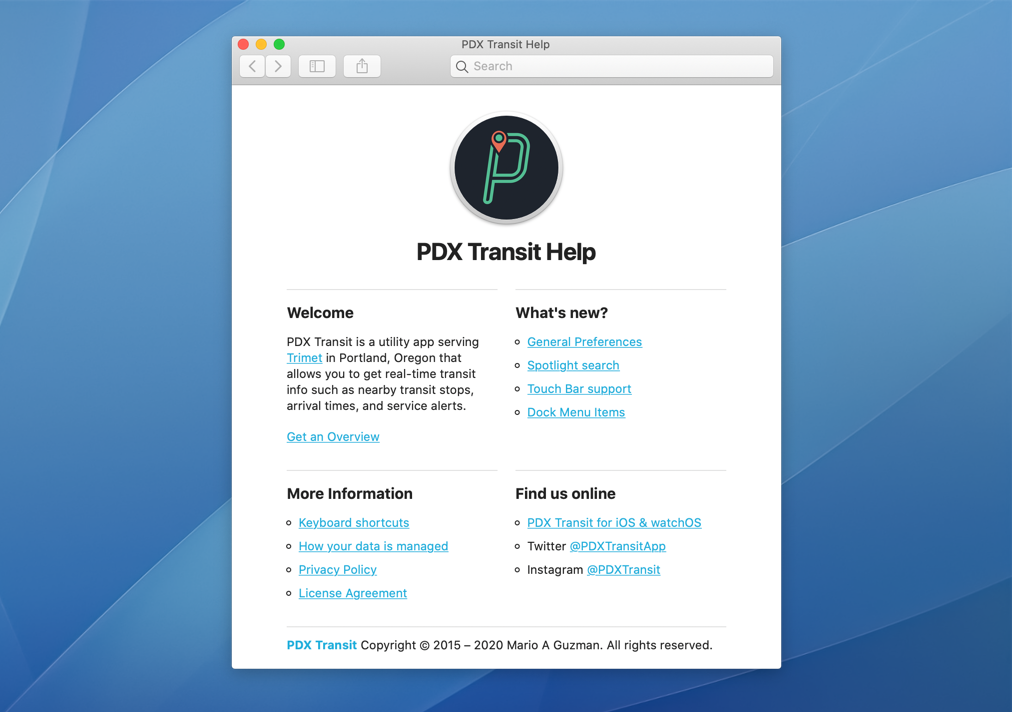 PDX Transit Help
Search
PDX Transit Help
Welcome
PDX Transit is a utility app serving
Trimet in Portland, Oregon that
allows you to get real-time transit
info such as nearby transit stops,
arrival times, and service alerts.
Get an Overview
What's new?
General Preferences
Spotlight search
Touch Bar support
Dock Menu Items
More Information
Keyboard shortcuts
How your data is managed
Privacy Policy
License Agreement
Find us online
PDX Transit for iOS & watchOS
Twitter @PDXTransitApp
Instagram @PDXTransit
PDX Transit Copyright © 2015 – 2020 Mario A Guzman. All rights reserved.